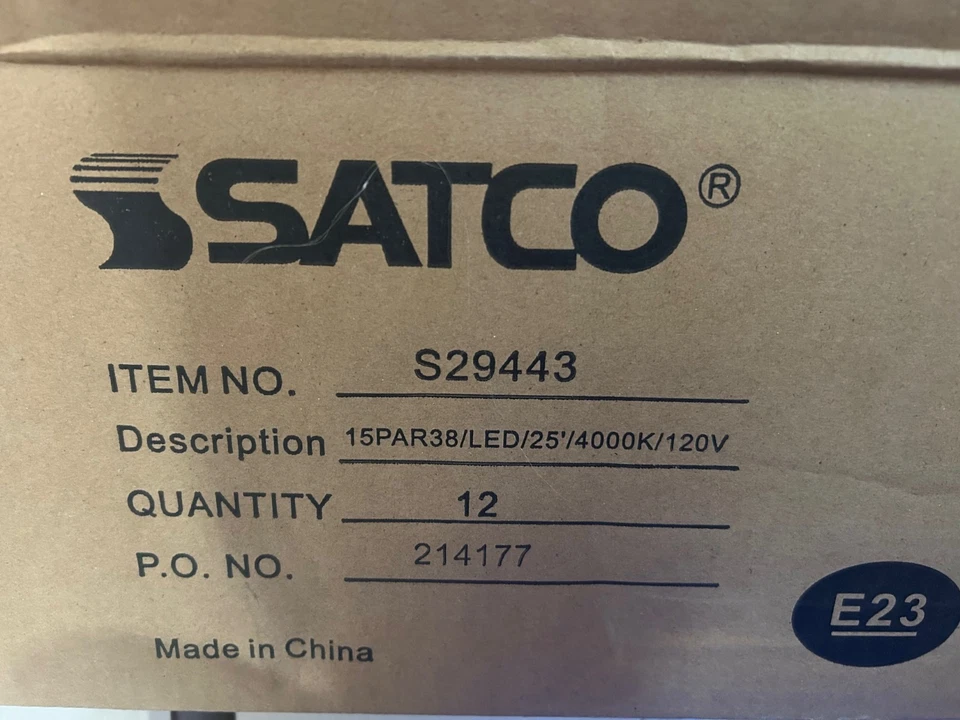 SATCO®
ITEM NO. S29443
Description 15PAR38/LED/25'/4000K/120V
QUANTITY 12
P.O. NO. 214177
E23
Made in China